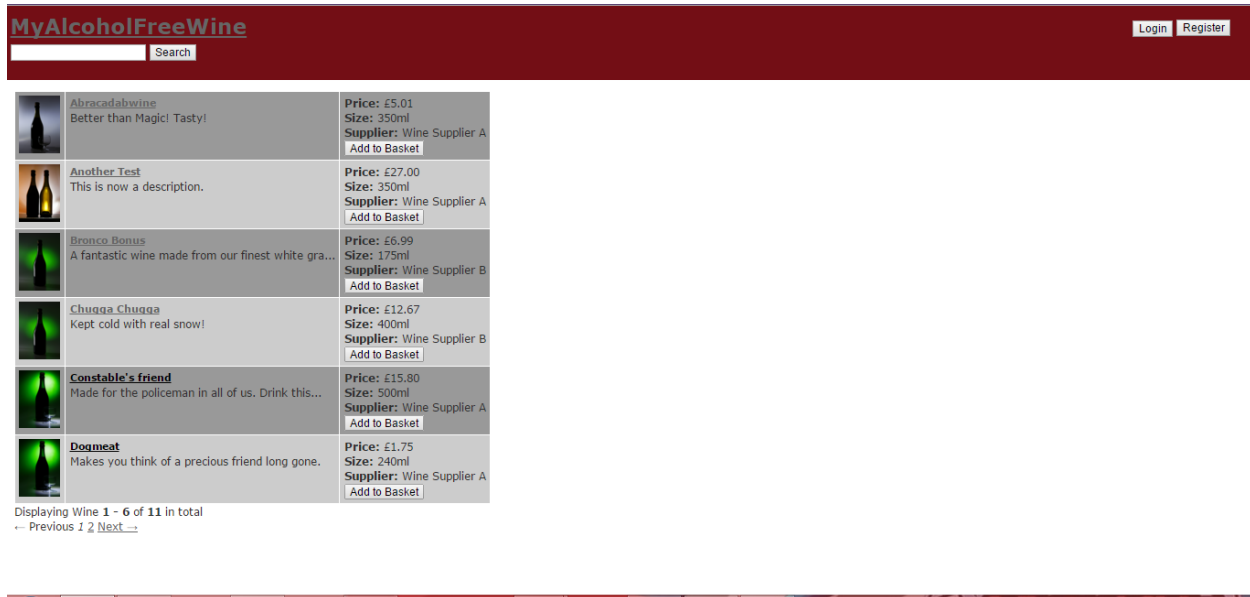 MyAlcoholFreeWine
Login Register
Search
Abracadabwine
Better than Magic! Tasty!
Price: £5.01
Size: 350ml
Supplier: Wine Supplier A
Add to Basket
Another Test
This is now a description.
Price: £27.00
Size: 350ml
Supplier: Wine Supplier A
Add to Basket
Bronco Bonus
A fantastic wine made from our finest white gra...
Price: £6.99
Size: 175ml
Supplier: Wine Supplier B
Add to Basket
Chugga Chugga
Kept cold with real snow!
Price: £12.67
Size: 400ml
Supplier: Wine Supplier B
Add to Basket
Constable's friend
Made for the policeman in all of us. Drink this...
Price: £15.80
Size: 500ml
Supplier: Wine Supplier A
Add to Basket
Dogmeat
Makes you think of a precious friend long gone.
Price: £1.75
Size: 240ml
Supplier: Wine Supplier A
Add to Basket
Displaying Wine 1 - 6 of 11 in total
← Previous 1 2 Next →